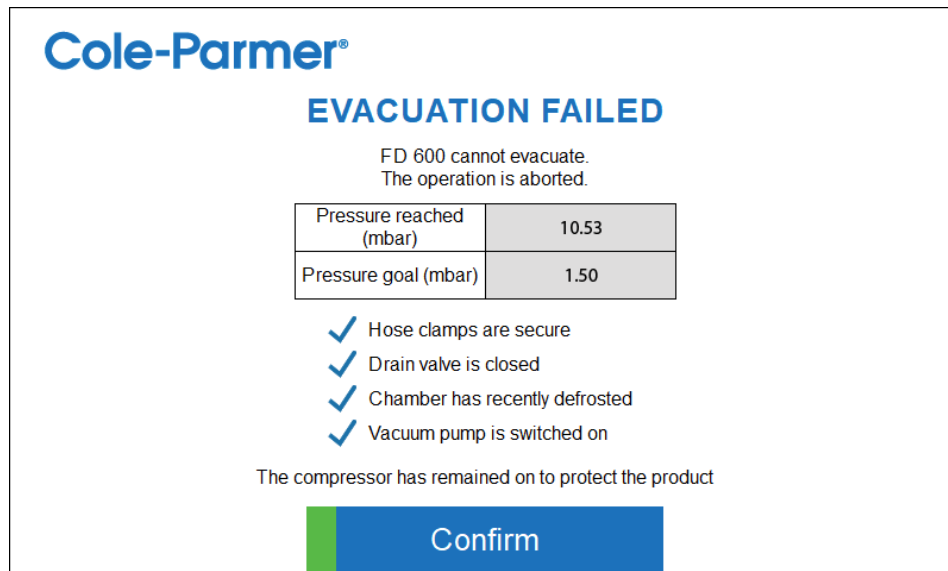 Cole-Parmer®
EVACUATION FAILED
FD 600 cannot evacuate.
The operation is aborted.
Pressure reached
(mbar)
10.53
Pressure goal (mbar)
1.50
Hose clamps are secure
Drain valve is closed
Chamber has recently defrosted
Vacuum pump is switched on
The compressor has remained on to protect the product
Confirm